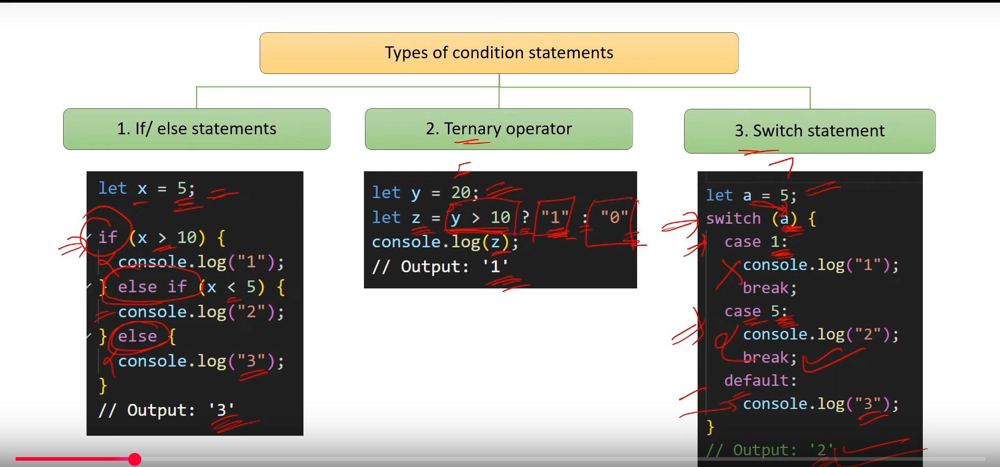 Types of condition statements
1. If/ else statements
2. Ternary operator
3. Switch statement
let x = 5;
if (x > 10) {
console.log("1");
} else if (x < 5) {
console.log("2");
} else {
console.log("3");
}
// Output: '3'
5
let y = 20;
let z = y > 10 ? "1" : "0"
console.log(z);
// Output: '1'
7
let a = 5;
switch (a) {
case 1:
console.log("1");
break;
case 5:
console.log("2");
break;
default:
console.log("3");
}
// Output: '2'